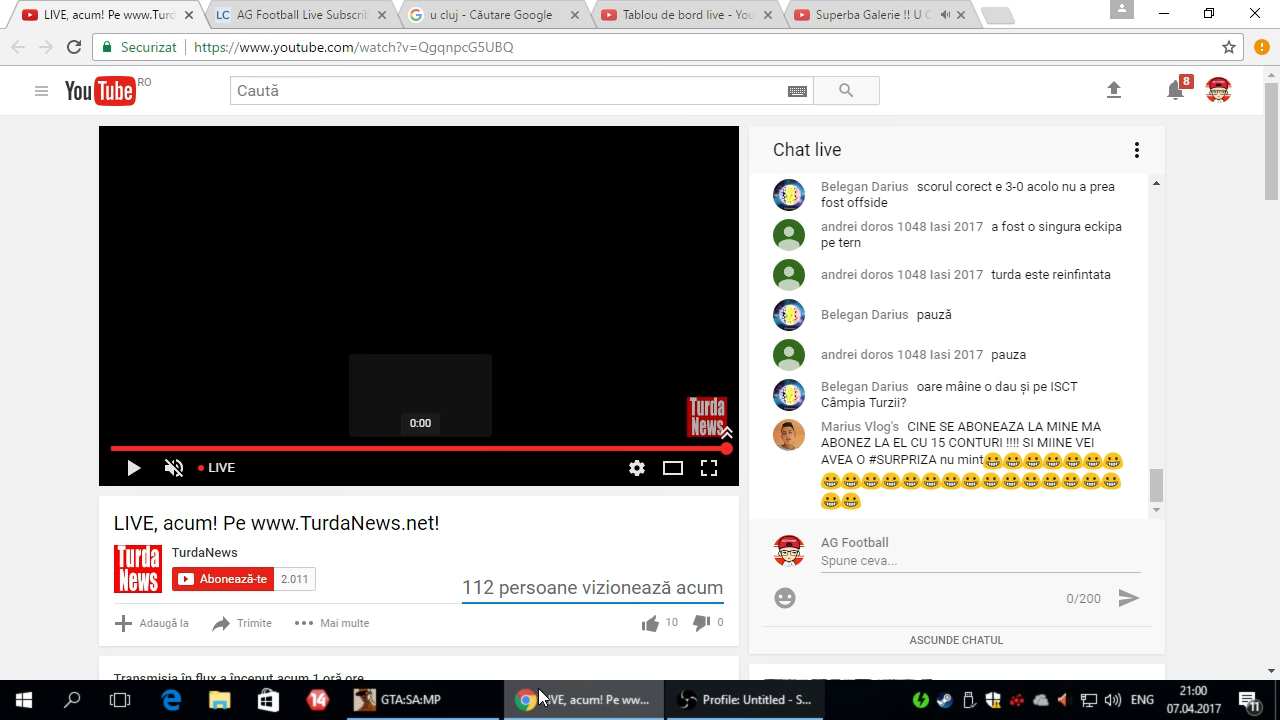 LIVE, acum! Pe www.Turd
AG Football Live Subscrib
u cluj - Căutare Google
Tablou de bord live - You
Superba Galerie !! U C
Securizat
https://www.youtube.com/watch?v=QgqnpcG5UBQ
YouTube RO
Caută
8
Chat live
Belegan Darius scorul corect e 3-0 acolo nu a prea
fost offside
andrei doros 1048 Iasi 2017 a fost o singura eckipa
pe tern
andrei doros 1048 Iasi 2017 turda este reinfintata
Belegan Darius pauză
andrei doros 1048 Iasi 2017 pauza
Belegan Darius oare mâine o dau și pe ISCT
Câmpia Turzii?
Marius Vlog's CINE SE ABONEAZA LA MINE MA
ABONEZ LA EL CU 15 CONTURI !!!! SI MIINE VEI
AVEA O #SURPRIZA nu mint😀😀😀😀😀😀😀
😀😀😀😀😀😀😀😀😀😀😀😀😀😀😀
😀😀
AG Football
Spune ceva...
0/200
ASCUNDE CHATUL
0:00
Turda
News
LIVE
LIVE, acum! Pe www.TurdaNews.net!
Turda
News
TurdaNews
Abonează-te
2.011
112 persoane vizionează acum
Adaugă la
Trimite
Mai multe
10
0
Transmisia în flux a început acum 1 oră ore
14
GTA:SA:MP
LIVE, acum! Pe ww...
Profile: Untitled - S...
ENG
21:00
07.04.2017
11